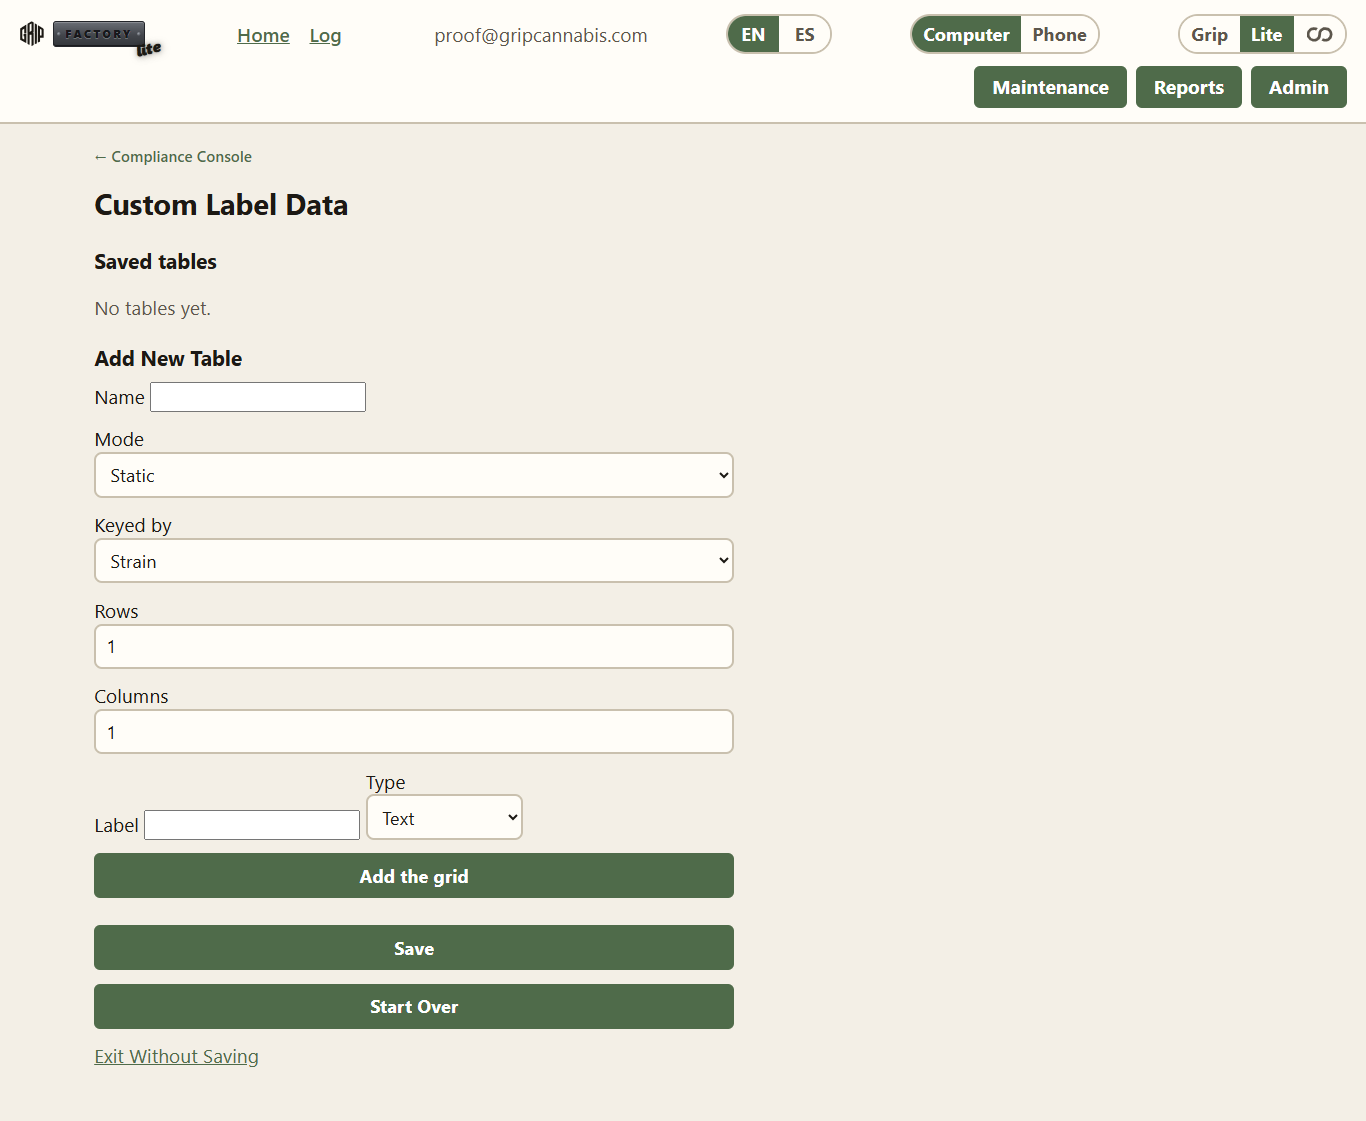 GRIP FACTORY lite
Home Log proof@gripcannabis.com EN ES Computer Phone Grip Lite
Maintenance Reports Admin
← Compliance Console
Custom Label Data
Saved tables
No tables yet.
Add New Table
Name
Mode
Static
Keyed by
Strain
Rows
1
Columns
1
Type
Label Text
Add the grid
Save
Start Over
Exit Without Saving